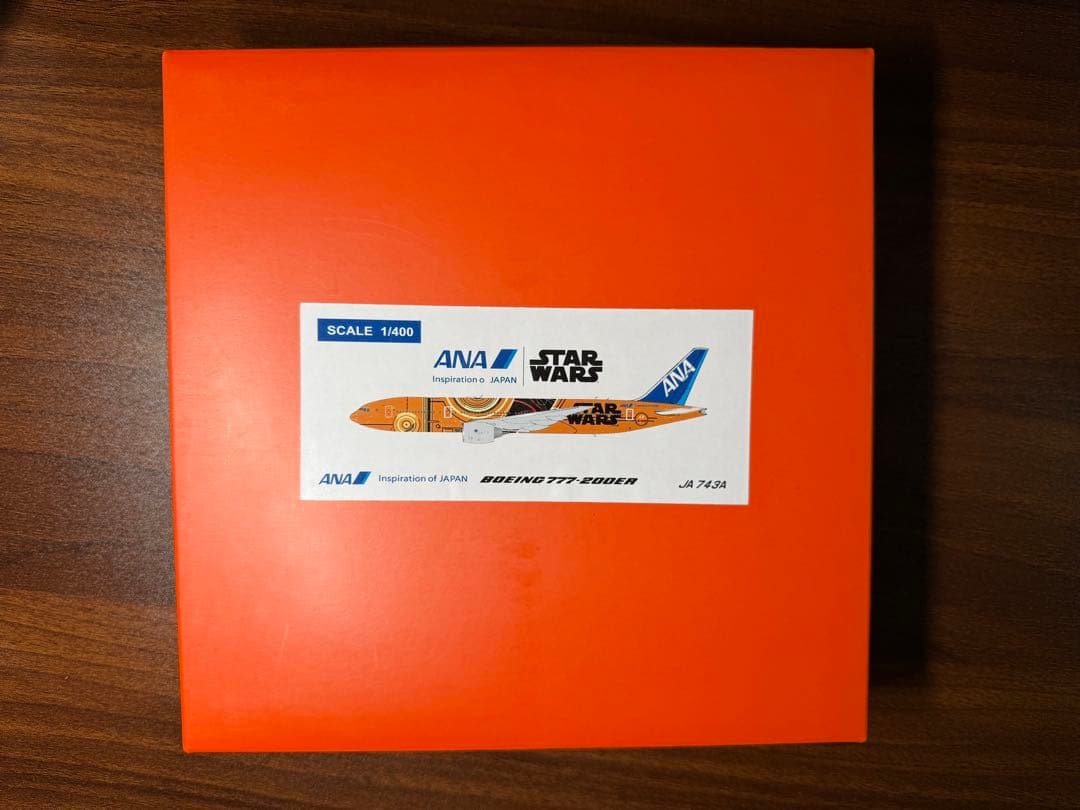 SCALE 1/400
ANA STAR WARS
Inspiration o JAPAN
ANA
STAR WARS
ANA Inspiration of JAPAN BOEING 777-200ER JA 743A